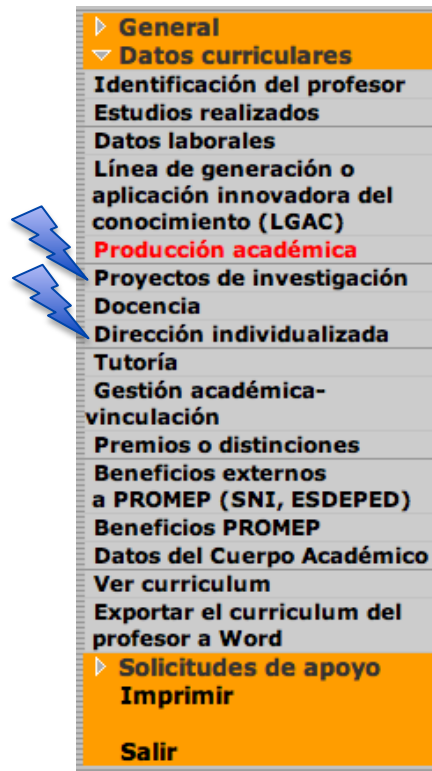 General
Datos curriculares
Identificación del profesor
Estudios realizados
Datos laborales
Línea de generación o
aplicación innovadora del
conocimiento (LGAC)
Producción académica
Proyectos de investigación
Docencia
Dirección individualizada
Tutoría
Gestión académica-
vinculación
Premios o distinciones
Beneficios externos
a PROMEP (SNI, ESDEPED)
Beneficios PROMEP
Datos del Cuerpo Académico
Ver curriculum
Exportar el curriculum del
profesor a Word
Solicitudes de apoyo
Imprimir
Salir